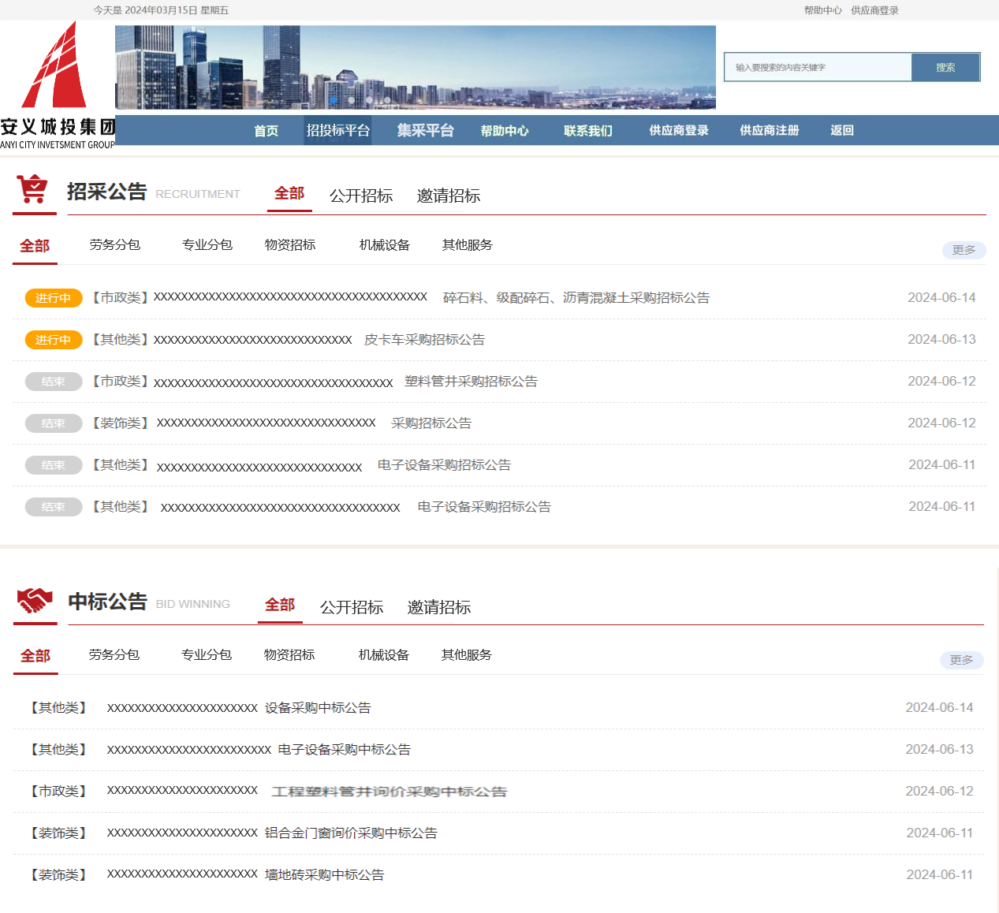 今天是 2024年03月15日 星期五
帮助中心 供应商登录
输入要搜索的内容关键字
搜索
安义城投集团
ANYI CITY INVETSMENT GROUP
首页 招投标平台 集采平台 帮助中心 联系我们 供应商登录 供应商注册 返回
招采公告 RECRUITMENT 全部 公开招标 邀请招标
全部 劳务分包 专业分包 物资招标 机械设备 其他服务
更多
进行中 【市政类】XXXXXXXXXXXXXXXXXXXXXXXXXXXXXXXXXXXXXXXX 碎石料、级配碎石、沥青混凝土采购招标公告 2024-06-14
进行中 【其他类】XXXXXXXXXXXXXXXXXXXXXXXXXXXXX 皮卡车采购招标公告 2024-06-13
结束 【市政类】XXXXXXXXXXXXXXXXXXXXXXXXXXXXXXXXXXX 塑料管井采购招标公告 2024-06-12
结束 【装饰类】XXXXXXXXXXXXXXXXXXXXXXXXXXXXXXXX 采购招标公告 2024-06-12
结束 【其他类】XXXXXXXXXXXXXXXXXXXXXXXXXXXXXX 电子设备采购招标公告 2024-06-11
结束 【其他类】XXXXXXXXXXXXXXXXXXXXXXXXXXXXXXXXXXX 电子设备采购招标公告 2024-06-11
中标公告 BID WINNING 全部 公开招标 邀请招标
全部 劳务分包 专业分包 物资招标 机械设备 其他服务
更多
【其他类】 XXXXXXXXXXXXXXXXXXXXXX 设备采购中标公告 2024-06-14
【其他类】 XXXXXXXXXXXXXXXXXXXXXXXX 电子设备采购中标公告 2024-06-13
【市政类】 XXXXXXXXXXXXXXXXXXXXXX 工程塑料管井询价采购中标公告 2024-06-12
【装饰类】 XXXXXXXXXXXXXXXXXXXXXX 铝合金门窗询价采购中标公告 2024-06-11
【装饰类】 XXXXXXXXXXXXXXXXXXXXXX 墙地砖采购中标公告 2024-06-11